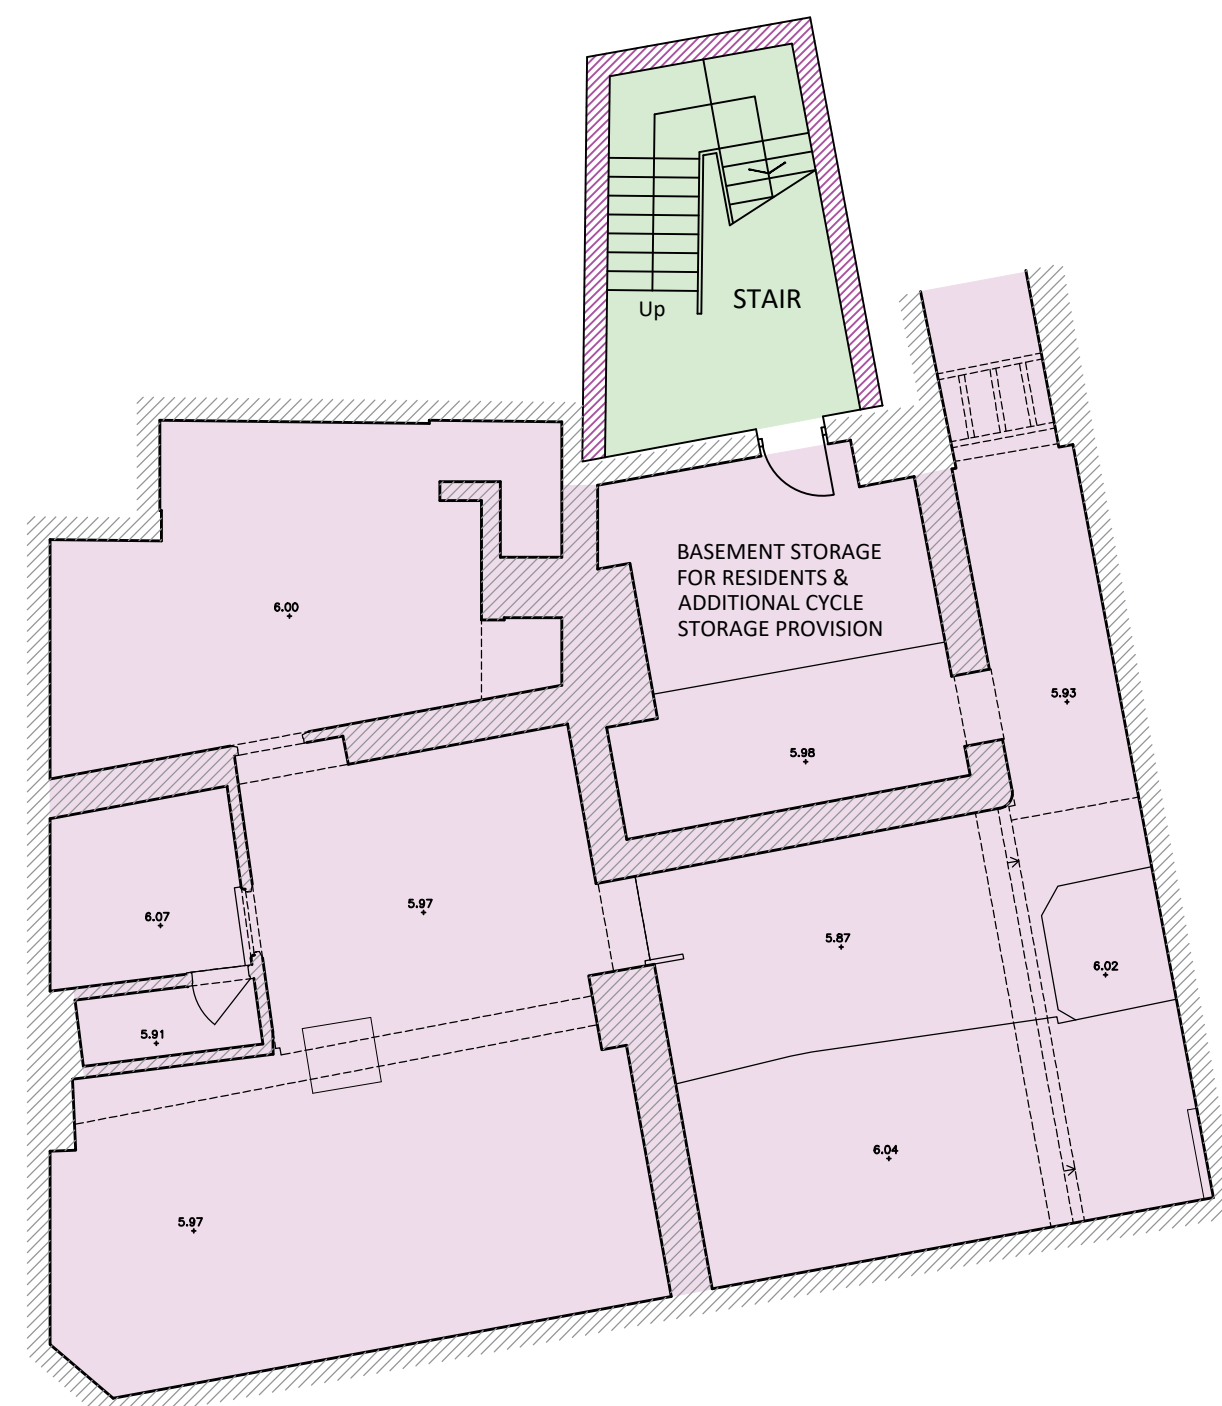 Up
STAIR
BASEMENT STORAGE
FOR RESIDENTS &
ADDITIONAL CYCLE
STORAGE PROVISION
6.00
5.93
5.98
5.97
6.07
5.87
6.02
5.91
6.04
5.97